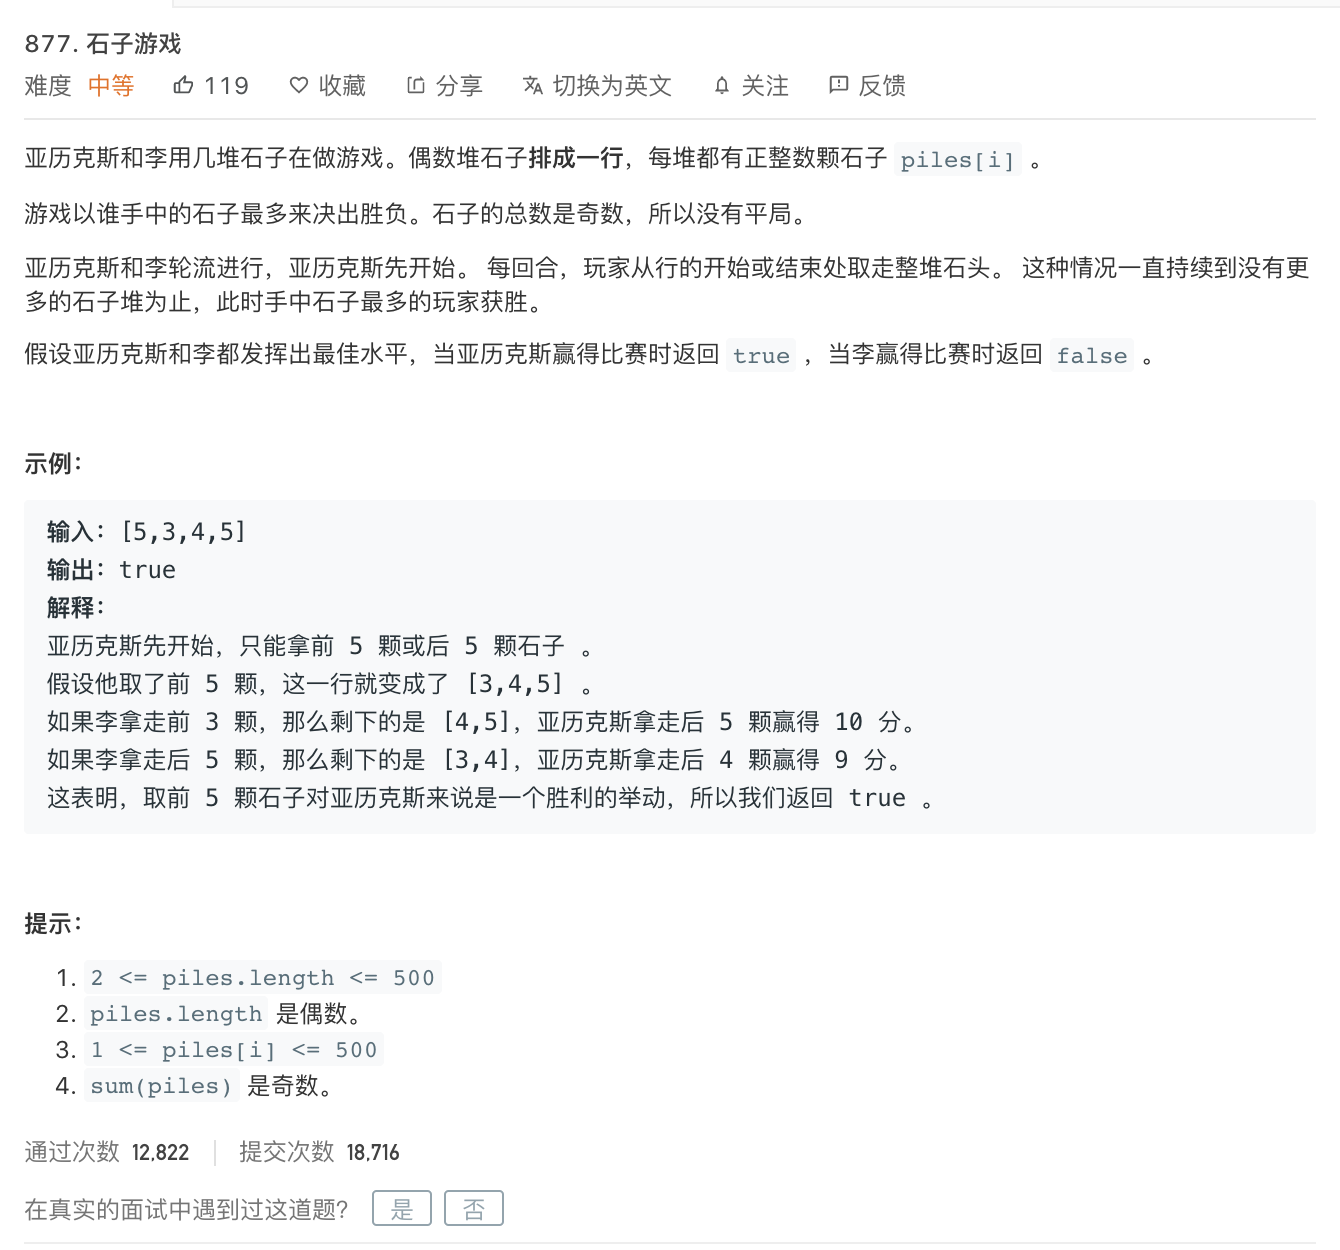 877. 石子游戏
难度 中等 119 收藏 分享 切换为英文 关注 反馈
亚历克斯和李用几堆石子在做游戏。偶数堆石子排成一行，每堆都有正整数颗石子 piles[i] 。
游戏以谁手中的石子最多来决出胜负。石子的总数是奇数，所以没有平局。
亚历克斯和李轮流进行，亚历克斯先开始。 每回合，玩家从行的开始或结束处取走整堆石头。 这种情况一直持续到没有更
多的石子堆为止，此时手中石子最多的玩家获胜。
假设亚历克斯和李都发挥出最佳水平，当亚历克斯赢得比赛时返回 true ，当李赢得比赛时返回 false 。
示例：
输入：[5,3,4,5]
输出：true
解释：
亚历克斯先开始，只能拿前 5 颗或后 5 颗石子 。
假设他取了前 5 颗，这一行就变成了 [3,4,5] 。
如果李拿走前 3 颗，那么剩下的是 [4,5]，亚历克斯拿走后 5 颗赢得 10 分。
如果李拿走后 5 颗，那么剩下的是 [3,4]，亚历克斯拿走后 4 颗赢得 9 分。
这表明，取前 5 颗石子对亚历克斯来说是一个胜利的举动，所以我们返回 true 。
提示：
1. 2 <= piles.length <= 500
2. piles.length 是偶数。
3. 1 <= piles[i] <= 500
4. sum(piles) 是奇数。
通过次数 12,822 提交次数 18,716
在真实的面试中遇到过这道题? 是 否